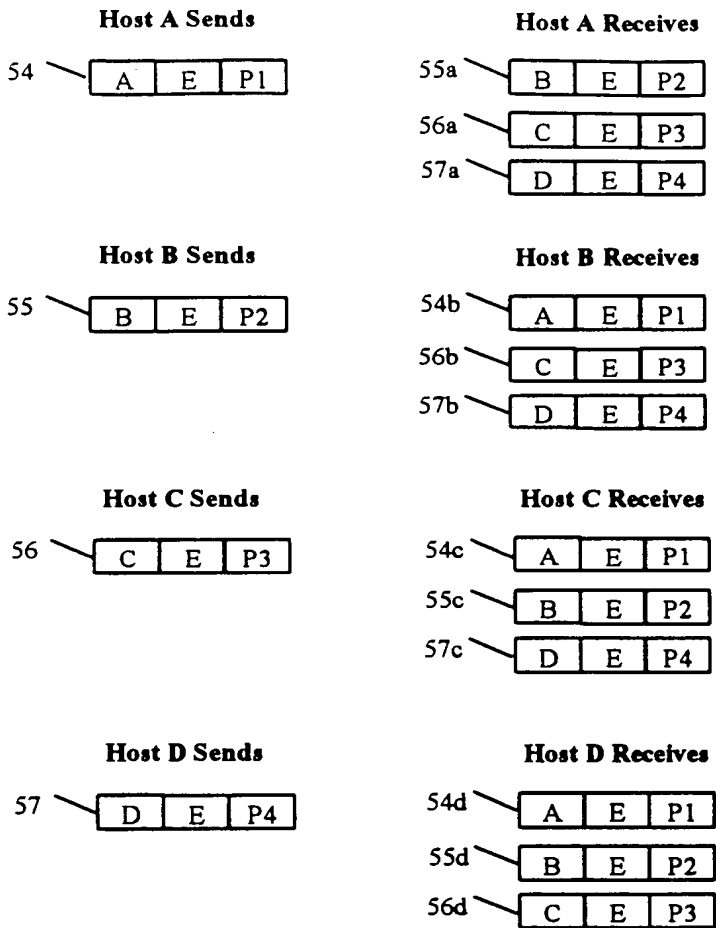 Host A Sends
54
A E P1
Host A Receives
55a
B E P2
56a
C E P3
57a
D E P4
Host B Sends
55
B E P2
Host B Receives
54b
A E P1
56b
C E P3
57b
D E P4
Host C Sends
56
C E P3
Host C Receives
54c
A E P1
55c
B E P2
57c
D E P4
Host D Sends
57
D E P4
Host D Receives
54d
A E P1
55d
B E P2
56d
C E P3